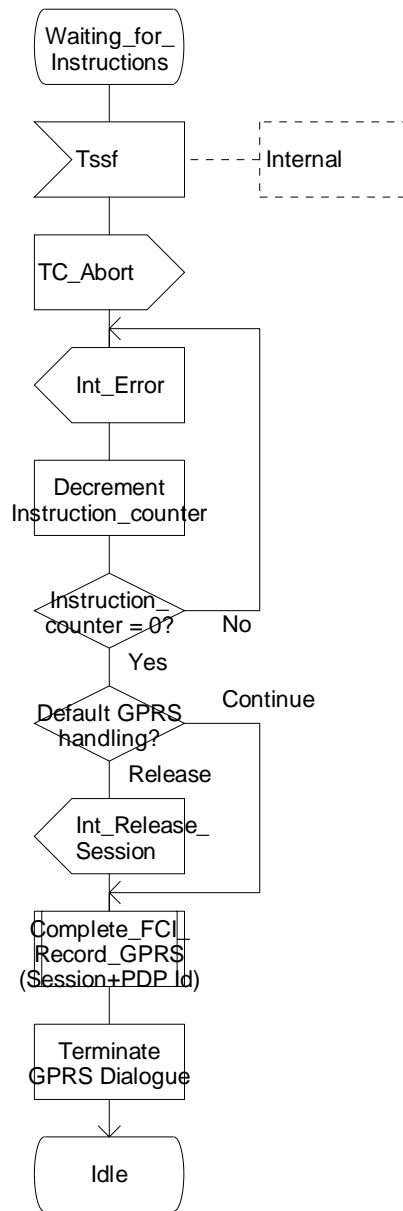 Waiting_for_
Instructions
Tssf
Internal
TC_Abort
Int_Error
Decrement
Instruction_counter
Instruction_
counter = 0?
No
Yes
Default GPRS
handling?
Continue
Release
Int_Release_
Session
Complete_FCI_
Record_GPRS
(Session+PDP Id)
Terminate
GPRS Dialogue
Idle